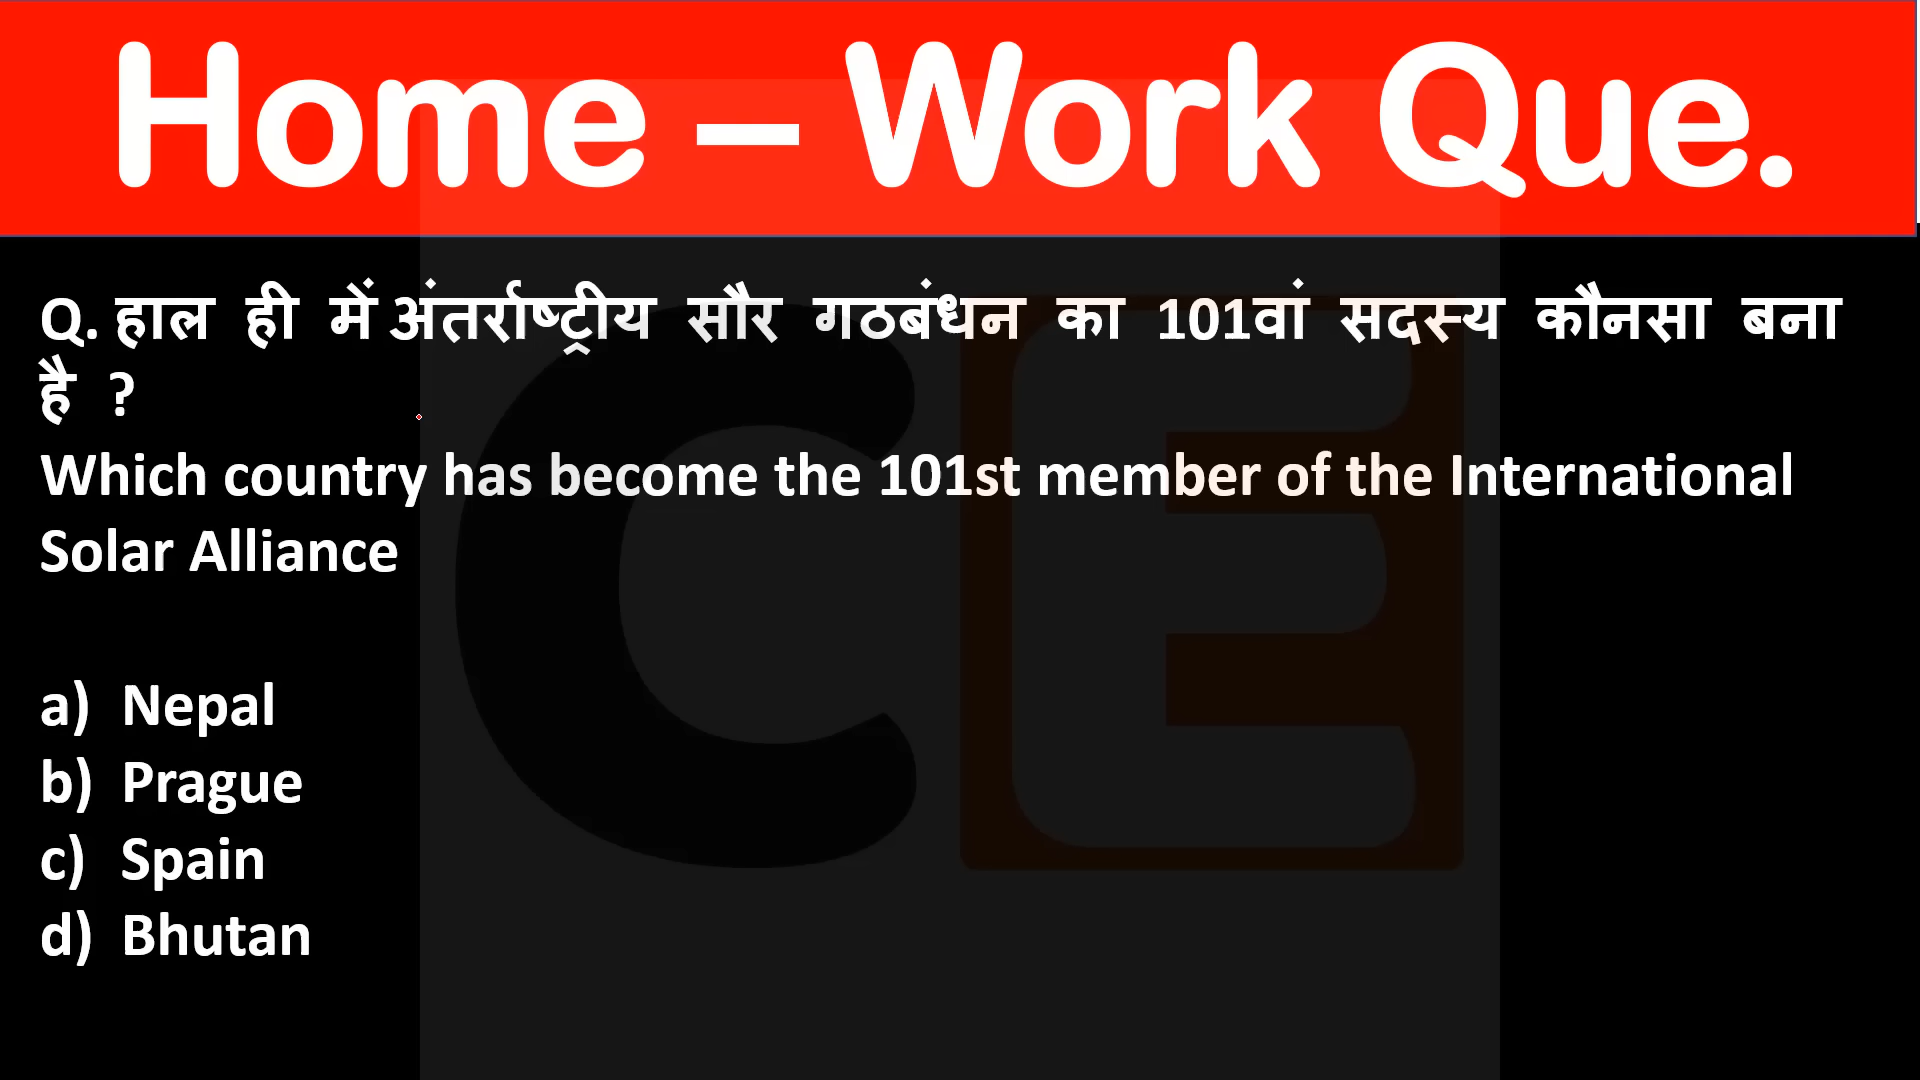 Home – Work Que.
Q. हाल ही में अंतर्राष्ट्रीय सौर गठबंधन का 101वां सदस्य कौनसा बना
है ?
Which country has become the 101st member of the International
Solar Alliance
a) Nepal
b) Prague
c) Spain
d) Bhutan
CE